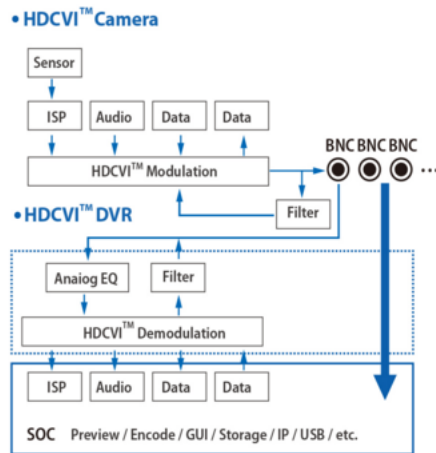 • HDCVI™ Camera
Sensor
ISP Audio Data Data
BNC BNC BNC
HDCVI™ Modulation
...
Filter
• HDCVI™ DVR
Anaiog EQ Filter
HDCVI™ Demodulation
ISP Audio Data Data
SOC Preview / Encode / GUI / Storage / IP / USB / etc.